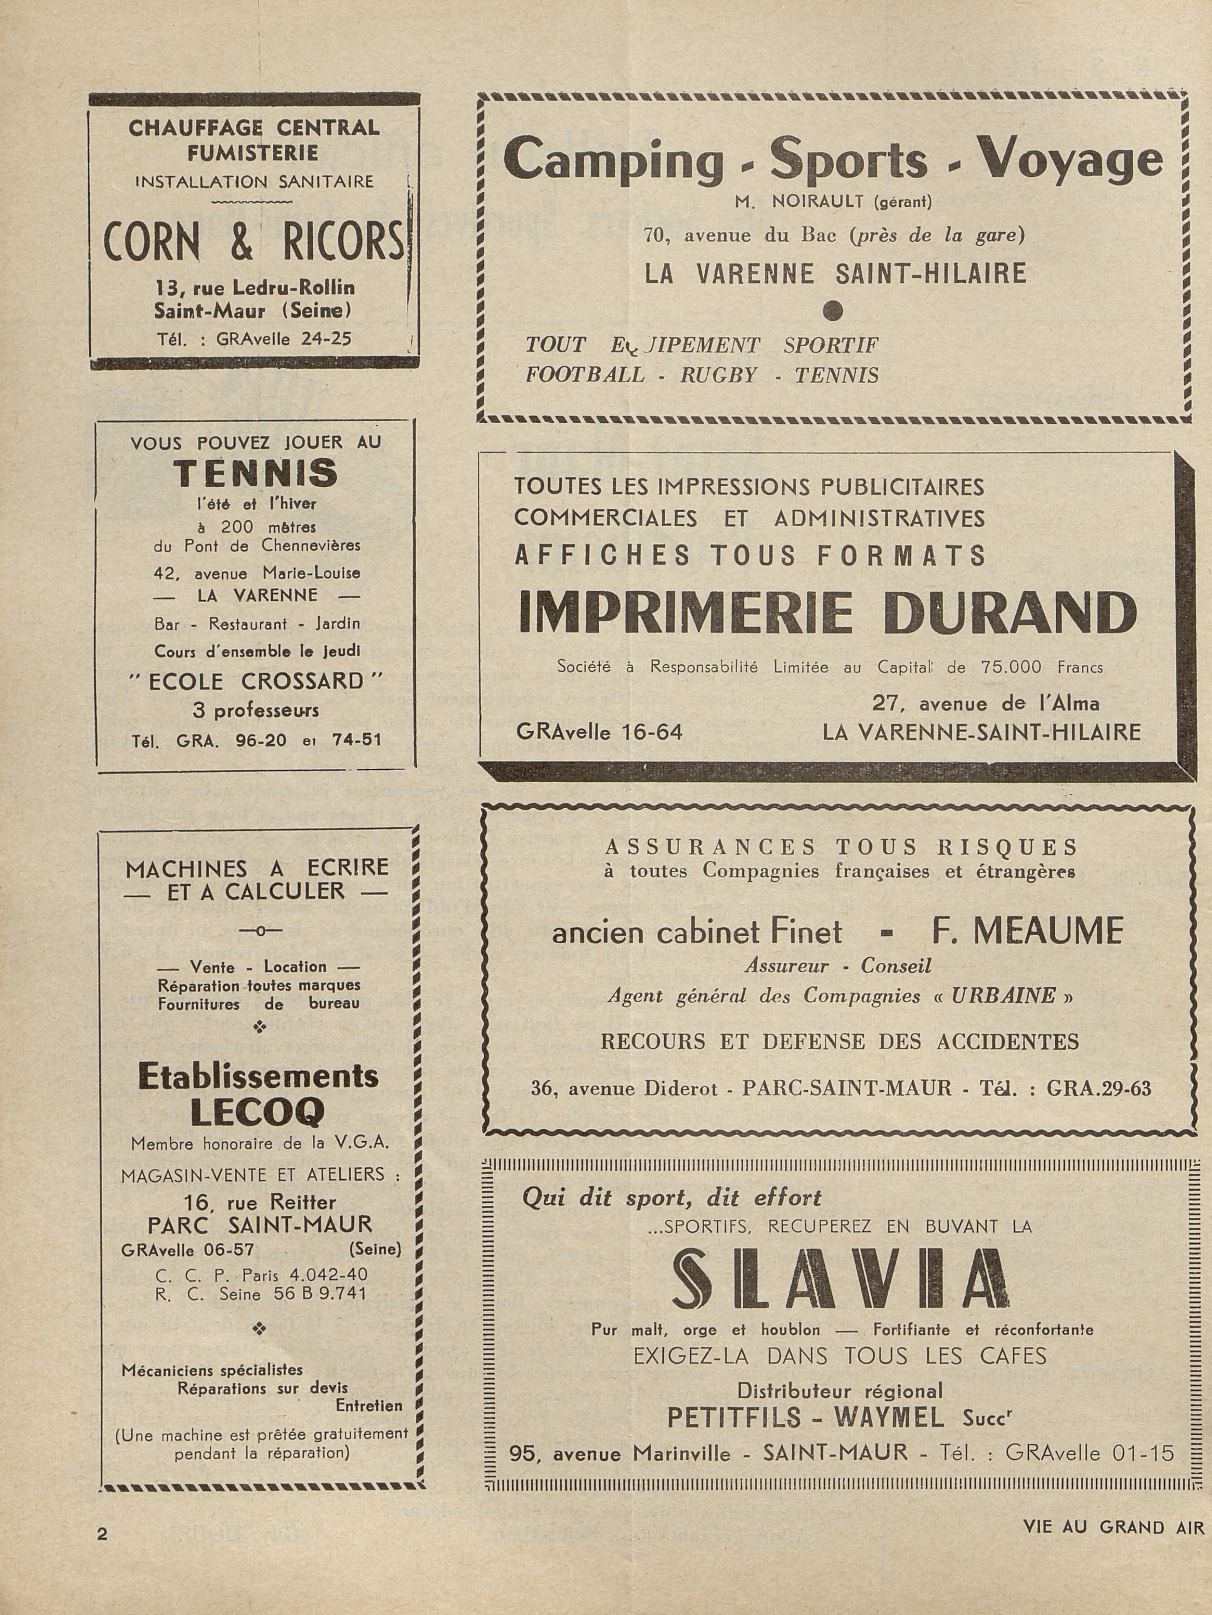 CHAUFFAGE CENTRAL
FUMISTERIE
INSTALLATION SANITAIRE
CORN & RICORS
13, rue Ledru-Rollin
Saint-Maur (Seine)
Tél. : GRAvelle 24-25
VOUS POUVEZ JOUER AU
TENNIS
l'été et l'hiver
à 200 mètres
du Pont de Chennevières
42, avenue Marie-Louise
— LA VARENNE —
Bar - Restaurant - Jardin
Cours d'ensemble le jeudi
" ECOLE CROSSARD "
3 professeurs
Tél. GRA. 96-20 et 74-51
MACHINES A ECRIRE
— ET A CALCULER —
— Vente - Location —
Réparation toutes marques
Fournitures de bureau
Etablissements
LECOQ
Membre honoraire de la V.G.A.
MAGASIN-VENTE ET ATELIERS :
16, rue Reitter
PARC SAINT-MAUR
GRAvelle 06-57 (Seine)
C. C. P. Paris 4.042-40
R. C. Seine 56 B 9.741
Mécaniciens spécialistes
Réparations sur devis
Entretien
(Une machine est prêtée gratuitement
pendant la réparation)
Camping - Sports - Voyage
M. NOIRAULT (gérant)
70, avenue du Bac (près de la gare)
LA VARENNE SAINT-HILAIRE
TOUT EQUIPEMENT SPORTIF
FOOTBALL - RUGBY - TENNIS
TOUTES LES IMPRESSIONS PUBLICITAIRES
COMMERCIALES ET ADMINISTRATIVES
AFFICHES TOUS FORMATS
IMPRIMERIE DURAND
Société à Responsabilité Limitée au Capital de 75.000 Francs
27, avenue de l'Alma
GRAvelle 16-64 LA VARENNE-SAINT-HILAIRE
ASSURANCES TOUS RISQUES
à toutes Compagnies françaises et étrangères
ancien cabinet Finet - F. MEAUME
Assureur - Conseil
Agent général des Compagnies « URBAINE »
RECOURS ET DEFENSE DES ACCIDENTES
36, avenue Diderot - PARC-SAINT-MAUR - Tél. : GRA.29-63
Qui dit sport, dit effort
...SPORTIFS, RECUPEREZ EN BUVANT LA
SLAVIA
Pur malt, orge et houblon — Fortifiante et réconfortante
EXIGEZ-LA DANS TOUS LES CAFES
Distributeur régional
PETITFILS - WAYMEL Succr
95, avenue Marinville - SAINT-MAUR - Tél. : GRAvelle 01-15
2
VIE AU GRAND AIR